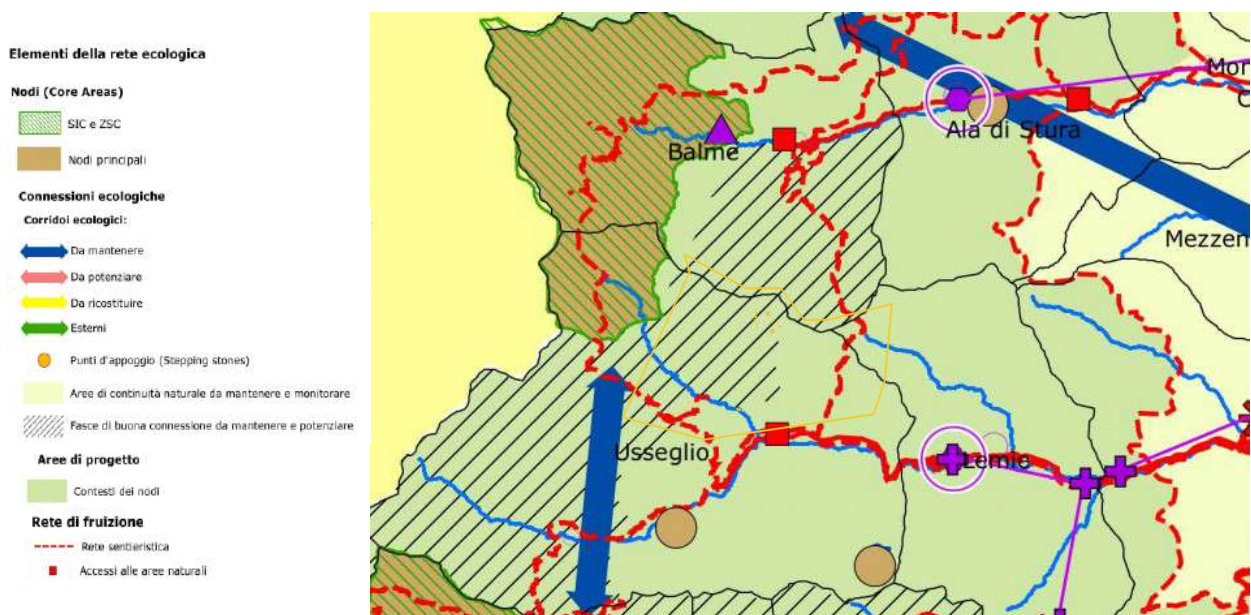 Elementi della rete ecologica
Nodi (Core Areas)
SIC e ZSC
Nodi principali
Connessioni ecologiche
Corridoi ecologici:
Da mantenere
Da potenziare
Da ricostituire
Esterni
Punti d'appoggio (Stepping stones)
Aree di continuità naturale da mantenere e monitorare
Fasce di buona connessione da mantenere e potenziare
Aree di progetto
Contesti dei nodi
Rete di fruizione
Rete sentieristica
Accessi alle aree naturali
Mon
C
Ala di Stura
Balme
Mezzen
Usseglio
Lemie